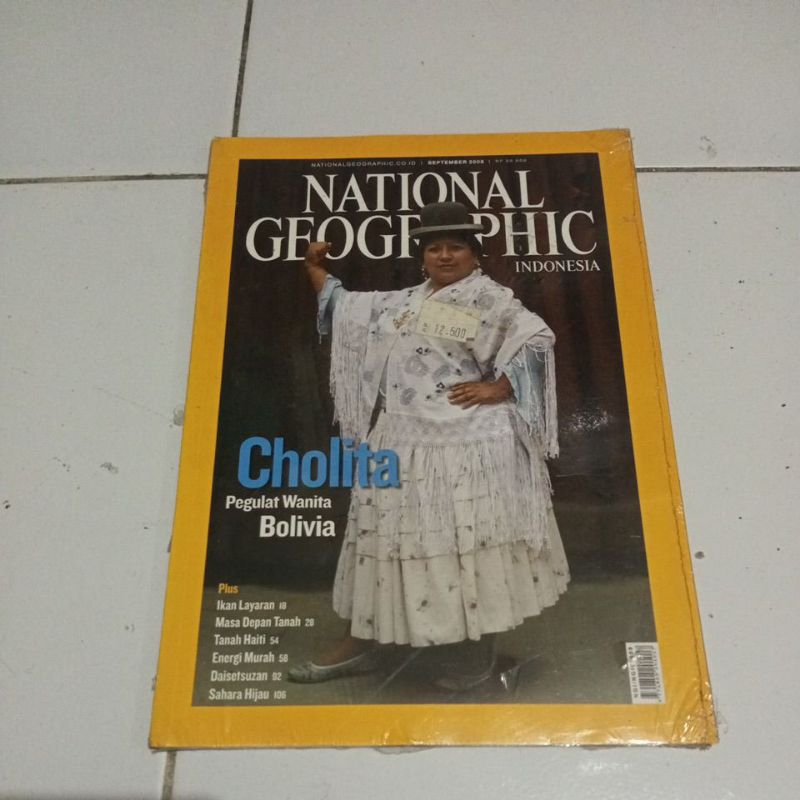 NATIONALGEOGRAPHIC.CO.ID | SEPTEMBER 2008
NATIONAL
GEOGRAPHIC
INDONESIA
12.500
Cholita
Pegulat Wanita
Bolivia
Plus
Ikan Layaran 18
Masa Depan Tanah 28
Tanah Haiti 54
Energi Murah 58
Daisetsuzan 92
Sahara Hijau 106